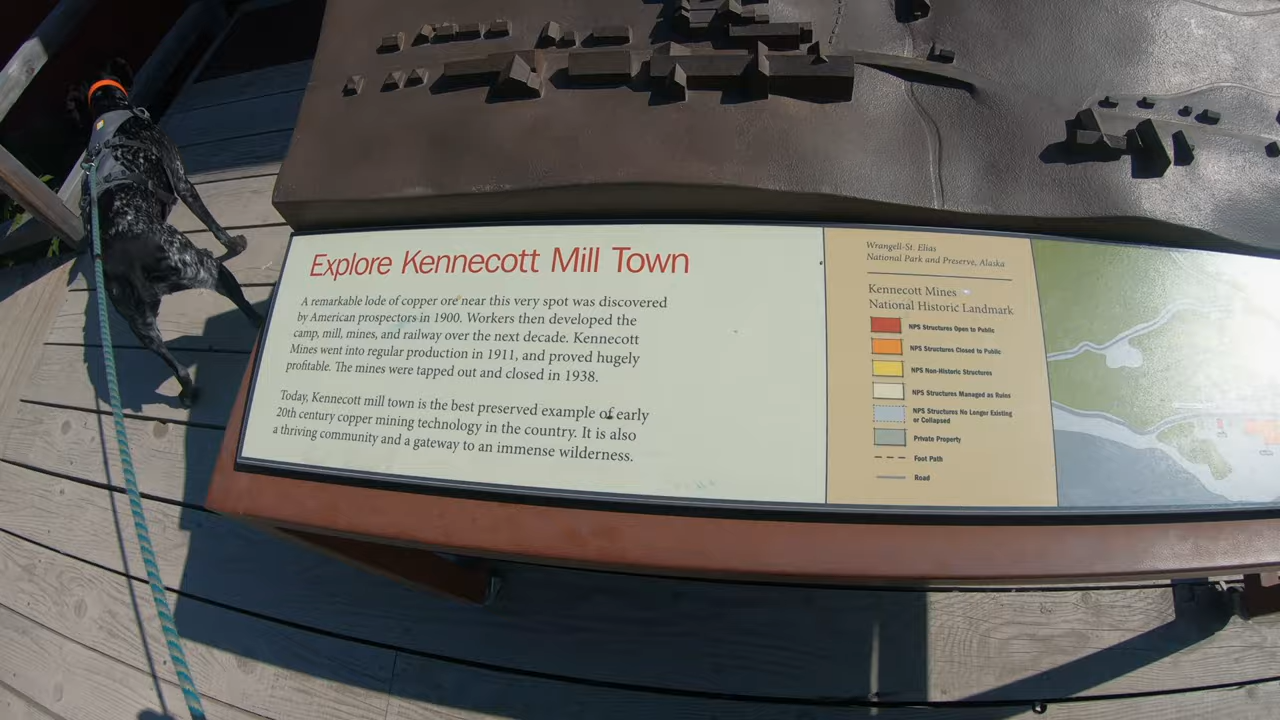 Explore Kennecott Mill Town
A remarkable lode of copper ore near this very spot was discovered
by American prospectors in 1900. Workers then developed the
camp, mill, mines, and railway over the next decade. Kennecott
Mines went into regular production in 1911, and proved hugely
profitable. The mines were tapped out and closed in 1938.
Today, Kennecott mill town is the best preserved example of early
20th century copper mining technology in the country. It is also
a thriving community and a gateway to an immense wilderness.
Wrangell-St. Elias
National Park and Preserve, Alaska
Kennecott Mines
National Historic Landmark
NPS Structures Open to Public
NPS Structures Closed to Public
NPS Non-Historic Structures
NPS Structures Managed as Ruins
NPS Structures No Longer Existing
or Collapsed
Private Property
Foot Path
Road